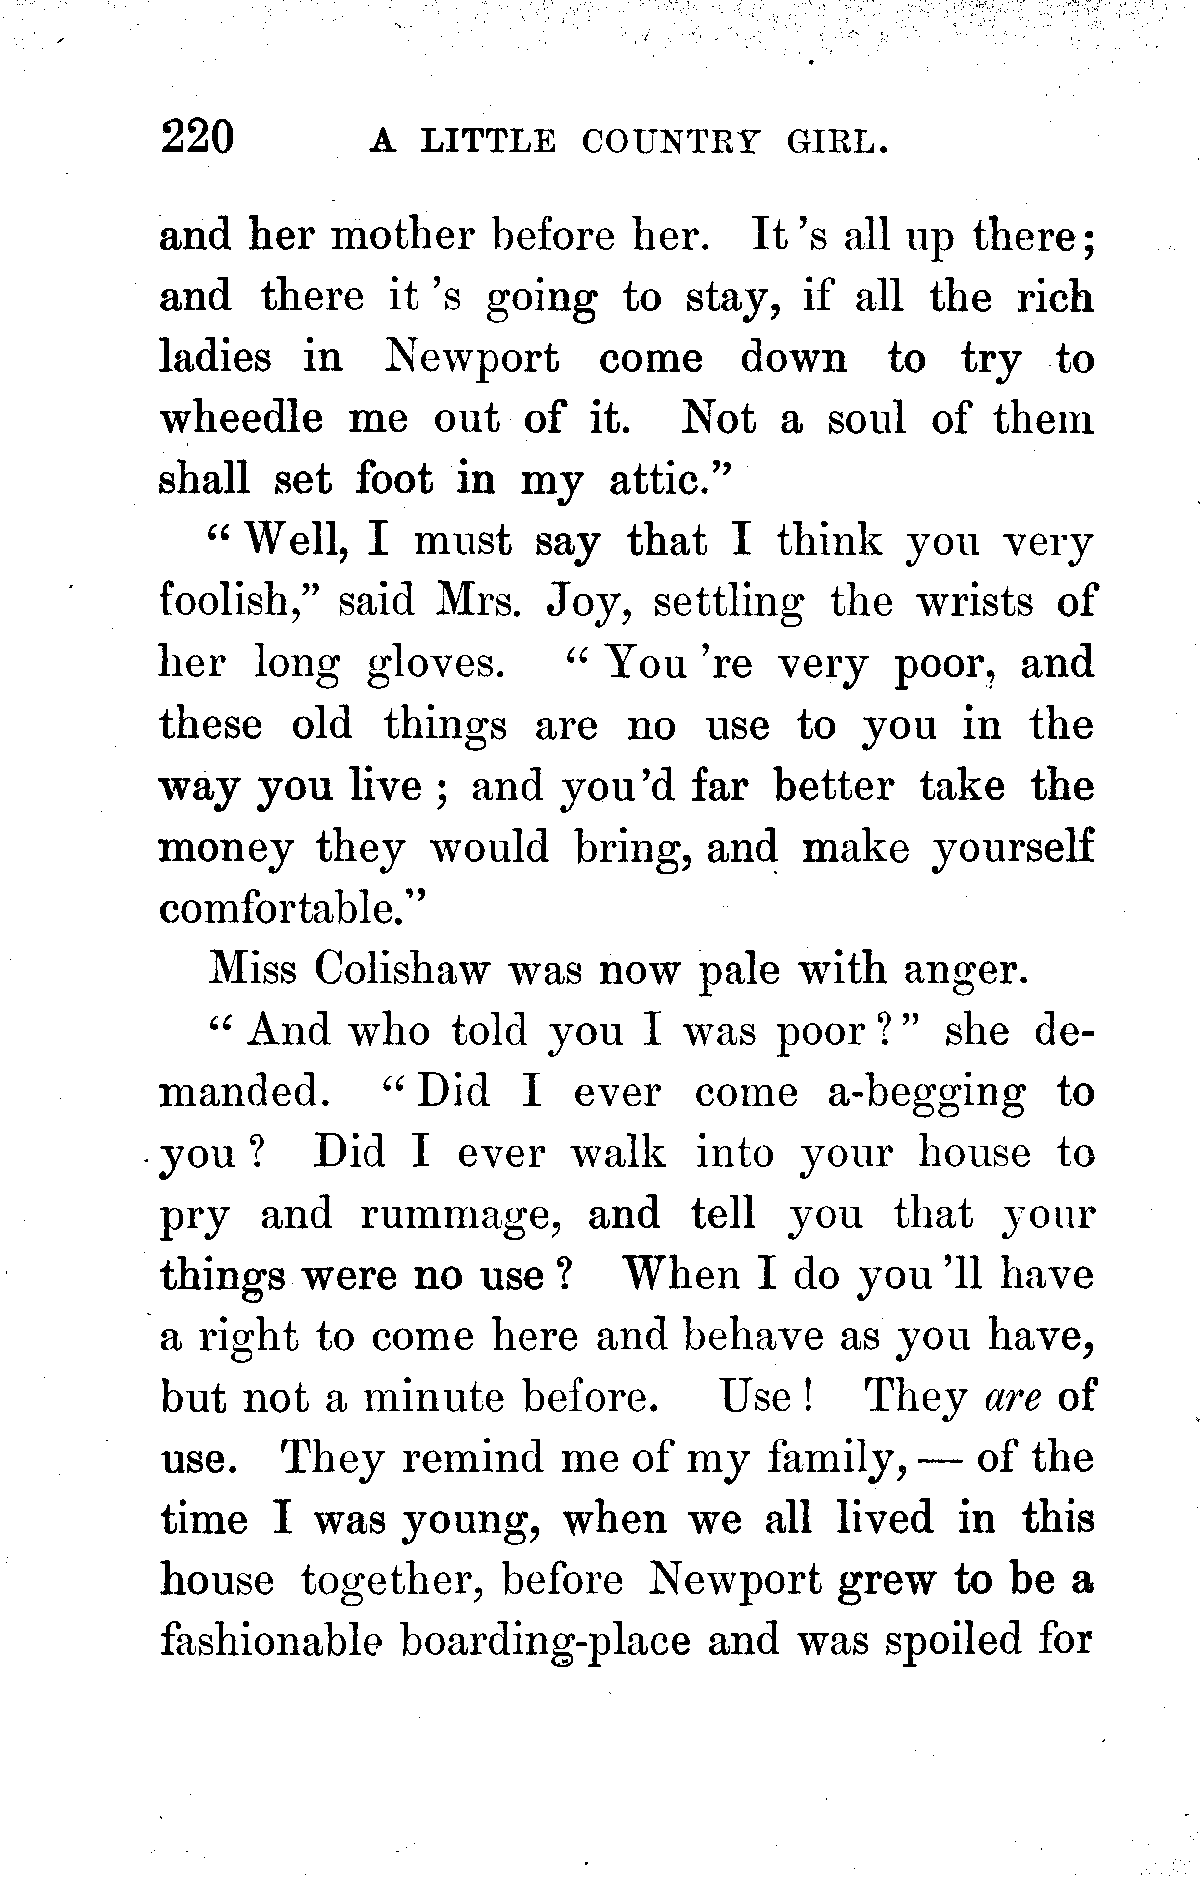 220 A LITTLE COUNTRY GIRL.
and her mother before her. It 's all up there;
and there it 's going to stay, if all the rich
ladies in Newport come down to try to
wheedle me out of it. Not a soul of them
shall set foot in my attic."
" Well, I must say that I think you very
foolish," said Mrs. Joy, settling the wrists of
her long gloves. " You 're very poor, and
these old things are no use to you in the
way you live ; and you'd far better take the
money they would bring, and make yourself
comfortable."
Miss Colishaw was now pale with anger.
" And who told you I was poor ? " she de-
manded. " Did I ever come a-begging to
you ? Did I ever walk into your house to
pry and rummage, and tell you that your
things were no use ? When I do you 'll have
a right to come here and behave as you have,
but not a minute before. Use ! They are of
use. They remind me of my family, — of the
time I was young, when we all lived in this
house together, before Newport grew to be a
fashionable boarding-place and was spoiled for